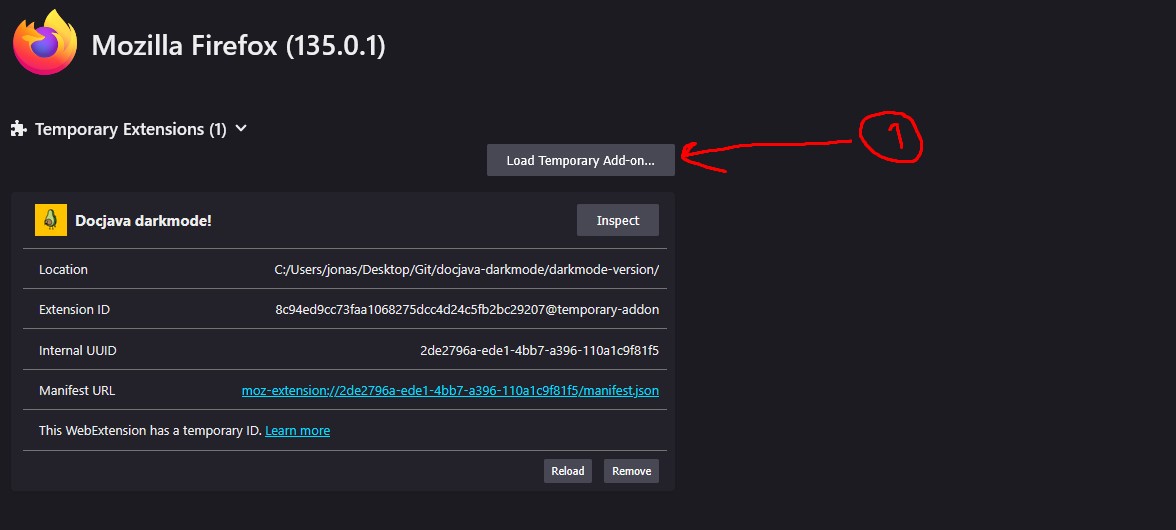 Mozilla Firefox (135.0.1)
Temporary Extensions (1)
1
Load Temporary Add-on...
Docjava darkmode!
Inspect
Location C:/Users/jonas/Desktop/Git/docjava-darkmode/darkmode-version/
Extension ID 8c94ed9cc73faa1068275dcc4d24c5fb2bc29207@temporary-addon
Internal UUID 2de2796a-ede1-4bb7-a396-110a1c9f81f5
Manifest URL moz-extension://2de2796a-ede1-4bb7-a396-110a1c9f81f5/manifest.json
This WebExtension has a temporary ID. Learn more
Reload Remove